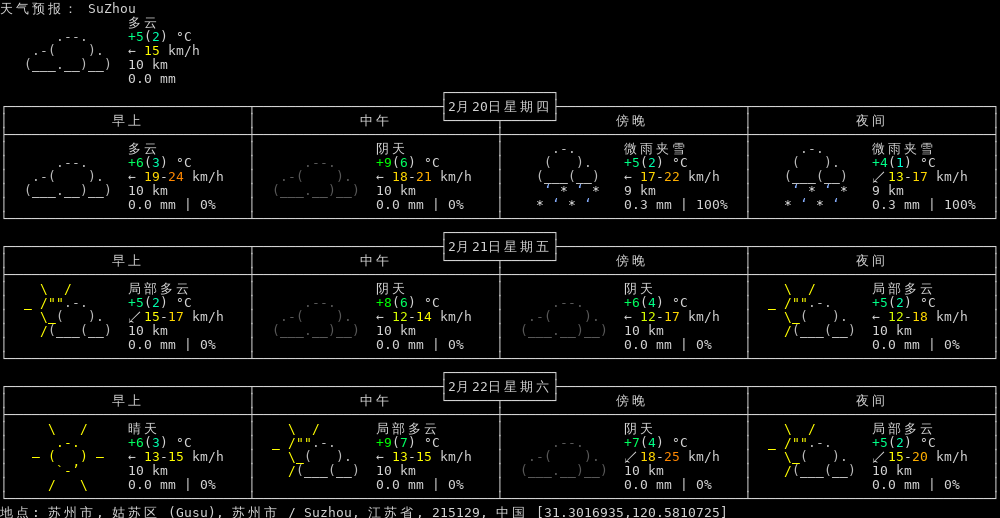 天气预报: SuZhou
多云
+5(2) °C
← 15 km/h
10 km
0.0 mm
2月20日星期四
早上 中午 傍晚 夜间
多云 阴天 微雨夹雪 微雨夹雪
+6(3) °C +9(6) °C +5(2) °C +4(1) °C
← 19-24 km/h ← 18-21 km/h ← 17-22 km/h ↙ 13-17 km/h
10 km 10 km 9 km 9 km
0.0 mm | 0% 0.0 mm | 0% 0.3 mm | 100% 0.3 mm | 100%
2月21日星期五
早上 中午 傍晚 夜间
局部多云 阴天 阴天 局部多云
+5(2) °C +8(6) °C +6(4) °C +5(2) °C
↙ 15-17 km/h ← 12-14 km/h ← 12-17 km/h ← 12-18 km/h
10 km 10 km 10 km 10 km
0.0 mm | 0% 0.0 mm | 0% 0.0 mm | 0% 0.0 mm | 0%
2月22日星期六
早上 中午 傍晚 夜间
晴天 局部多云 阴天 局部多云
+6(3) °C +9(7) °C +7(4) °C +5(2) °C
← 13-15 km/h ← 13-15 km/h ↙ 18-25 km/h ↙ 15-20 km/h
10 km 10 km 10 km 10 km
0.0 mm | 0% 0.0 mm | 0% 0.0 mm | 0% 0.0 mm | 0%
地点: 苏州市, 姑苏区 (Gusu), 苏州市 / Suzhou, 江苏省, 215129, 中国 [31.3016935,120.5810725]